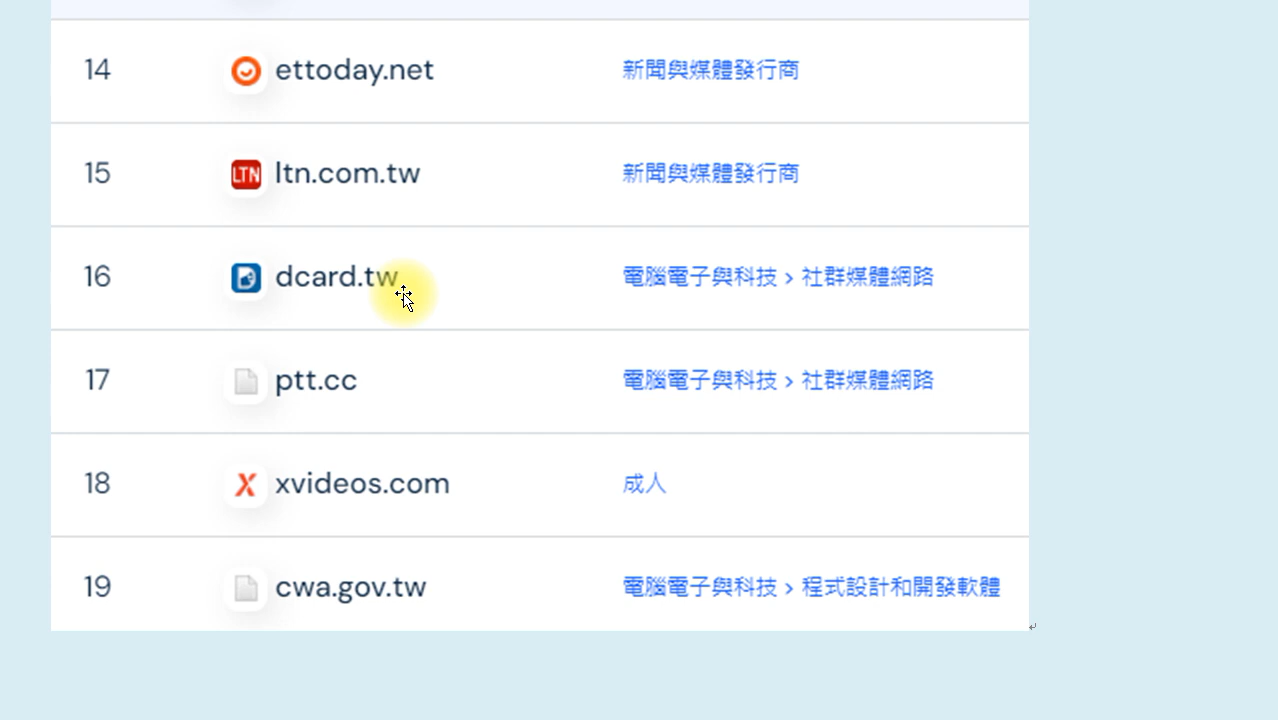 14 ettoday.net 新聞與媒體發行商
15 LTN ltn.com.tw 新聞與媒體發行商
16 dcard.tw 電腦電子與科技 > 社群媒體網路
17 ptt.cc 電腦電子與科技 > 社群媒體網路
18 X xvideos.com 成人
19 cwa.gov.tw 電腦電子與科技 > 程式設計和開發軟體